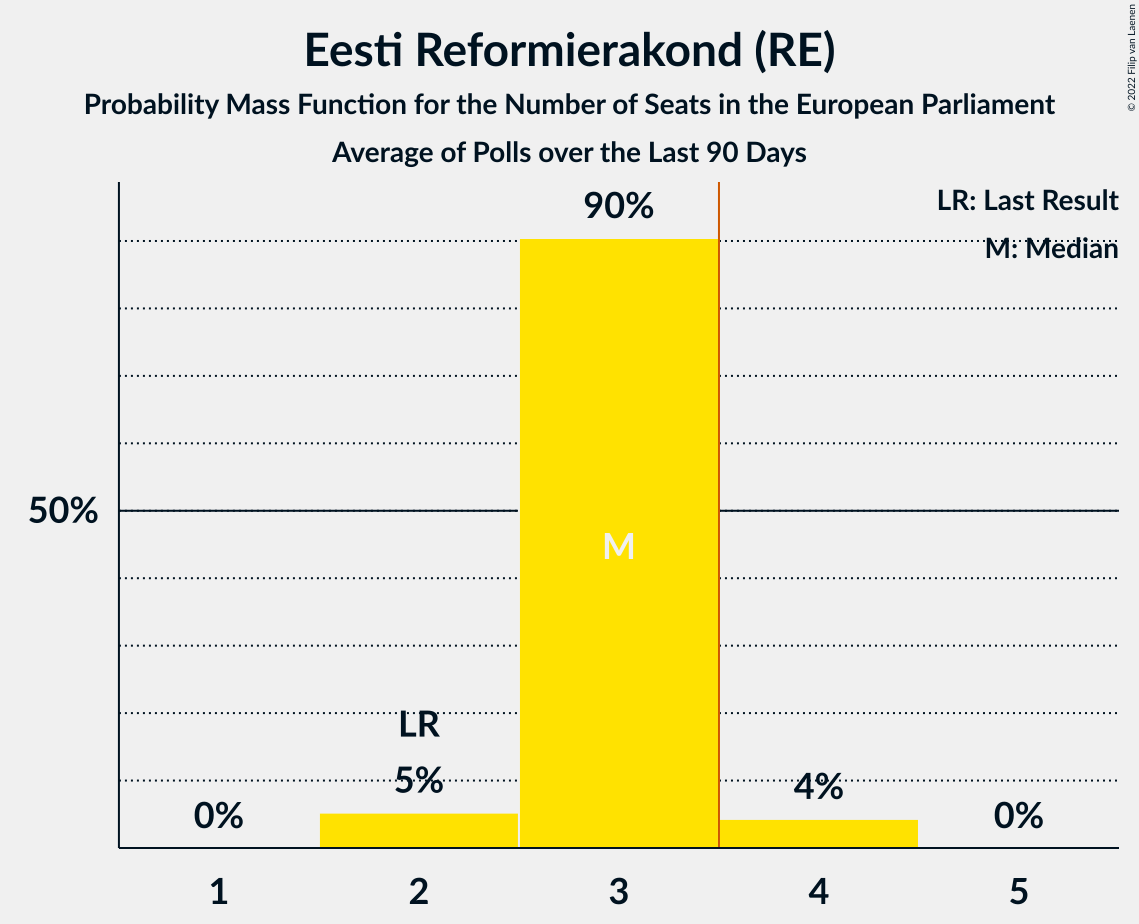 Eesti Reformierakond (RE)
Probability Mass Function for the Number of Seats in the European Parliament
Average of Polls over the Last 90 Days
© 2022 Filip van Laenen
LR: Last Result
M: Median
90%
50%
M
LR
5%
4%
0%
0%
1 2 3 4 5